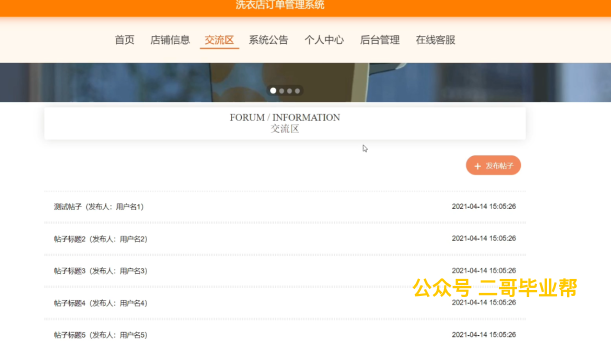 洗衣店订单管理系统
首页 店铺信息 交流区 系统公告 个人中心 后台管理 在线客服
FORUM / INFORMATION
交流区
+ 发布帖子
测试帖子（发布人：用户名1） 2021-04-14 15:05:26
帖子标题2（发布人：用户名2） 2021-04-14 15:05:26
帖子标题3（发布人：用户名3） 2021-04-14 15:05:26
公众号 二哥毕业帮
帖子标题4（发布人：用户名4） 2021-04-14 15:05:26
帖子标题5（发布人：用户名5） 2021-04-14 15:05:26